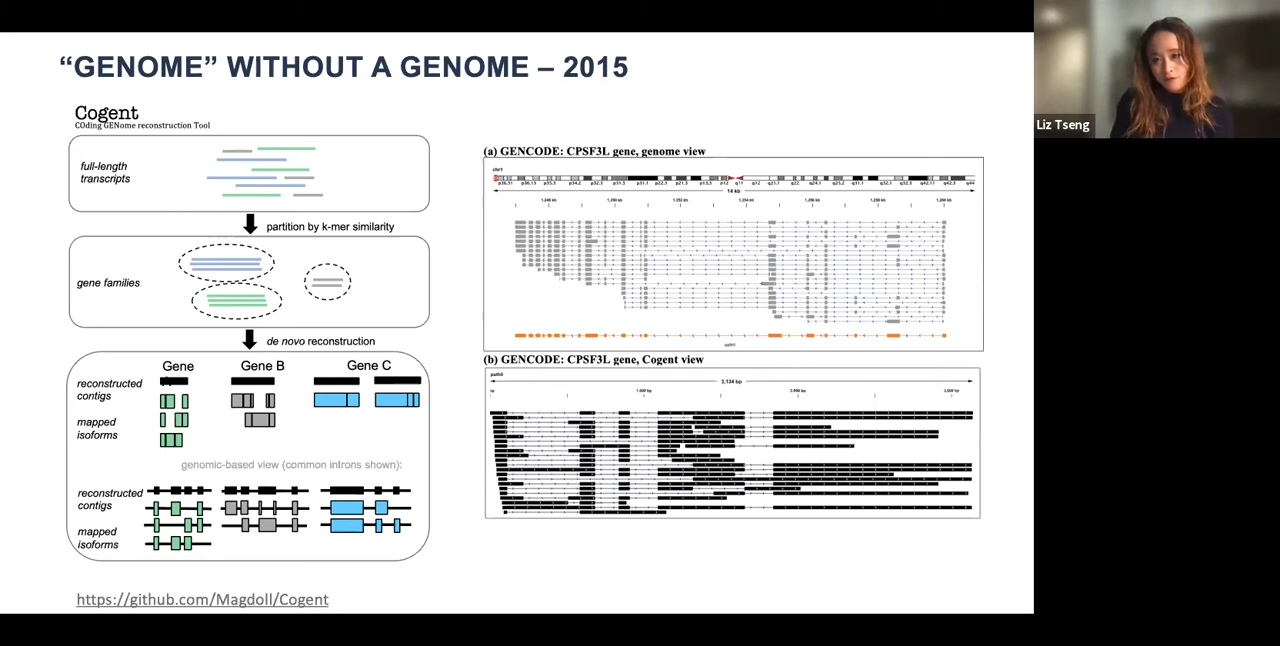 “GENOME” WITHOUT A GENOME – 2015
Liz Tseng
Cogent
COding GENome reconstruction Tool
full-length
transcripts
partition by k-mer similarity
gene families
de novo reconstruction
Gene
Gene B
Gene C
reconstructed
contigs
mapped
isoforms
genomic-based view (common introns shown):
reconstructed
contigs
mapped
isoforms
(a) GENCODE: CPSF3L gene, genome view
chr1
14 kb
path0
(b) GENCODE: CPSF3L gene, Cogent view
path0
3,134 bp
https://github.com/Magdoll/Cogent